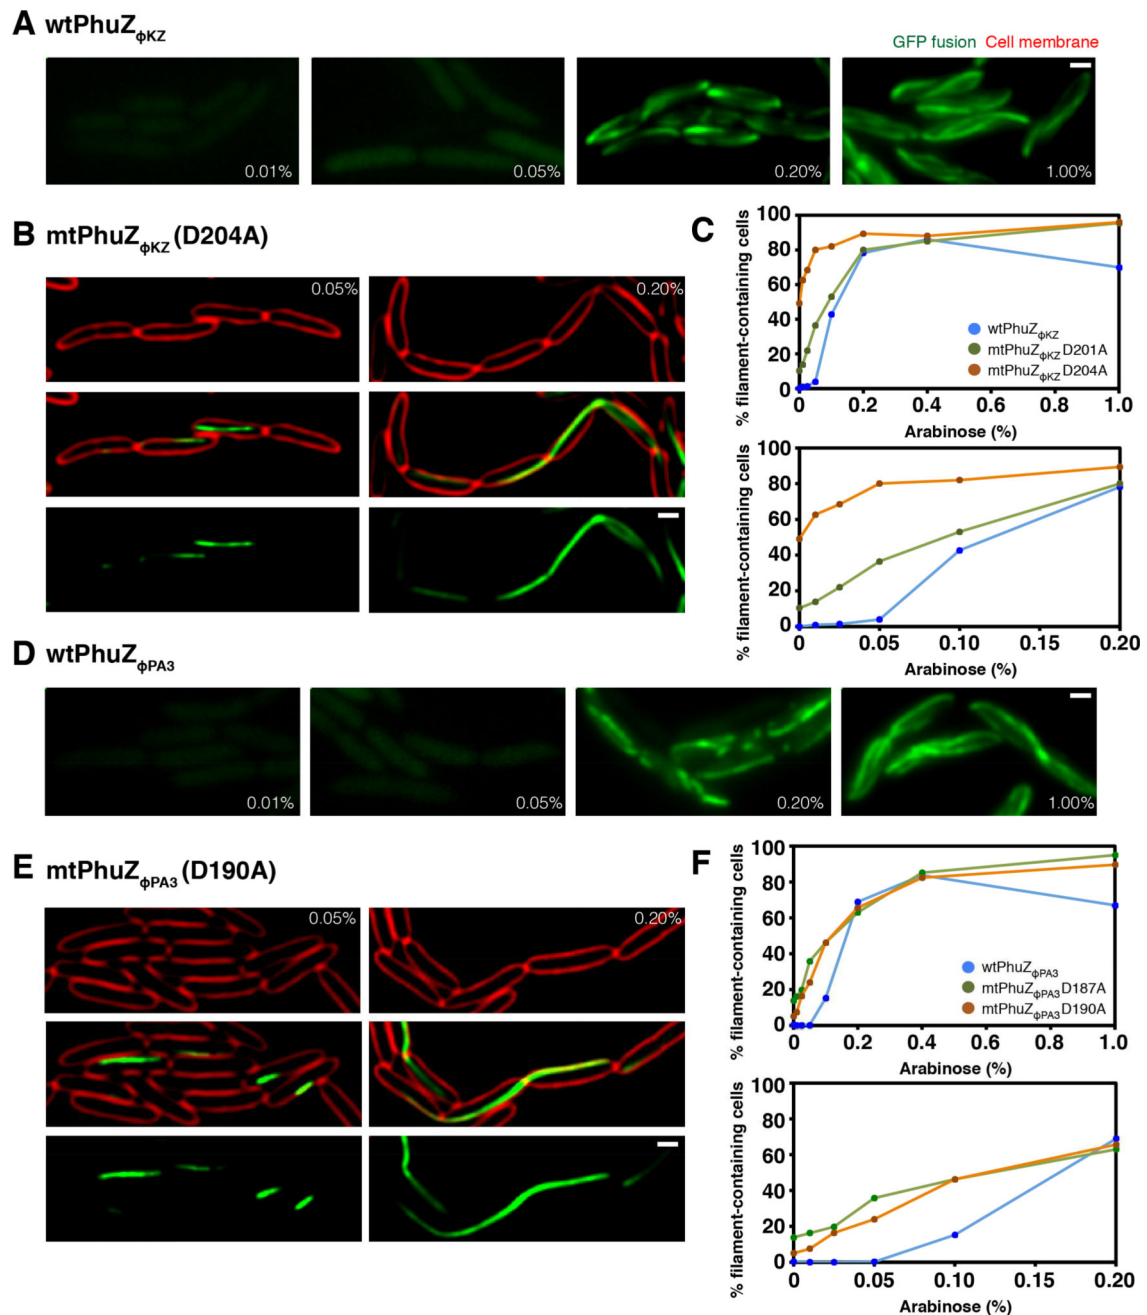 A wtPhuZϕKZ
GFP fusion Cell membrane
0.01%
0.05%
0.20%
1.00%
B mtPhuZϕKZ (D204A)
0.05%
0.20%
C
% filament-containing cells
100
80
60
40
20
0
wtPhuZϕKZ
mtPhuZϕKZ D201A
mtPhuZϕKZ D204A
0 0.2 0.4 0.6 0.8 1.0
Arabinose (%)
% filament-containing cells
100
80
60
40
20
0
0 0.05 0.10 0.15 0.20
Arabinose (%)
D wtPhuZϕPA3
0.01%
0.05%
0.20%
1.00%
E mtPhuZϕPA3 (D190A)
0.05%
0.20%
F
% filament-containing cells
100
80
60
40
20
0
wtPhuZϕPA3
mtPhuZϕPA3 D187A
mtPhuZϕPA3 D190A
0 0.2 0.4 0.6 0.8 1.0
Arabinose (%)
% filament-containing cells
100
80
60
40
20
0
0 0.05 0.10 0.15 0.20
Arabinose (%)